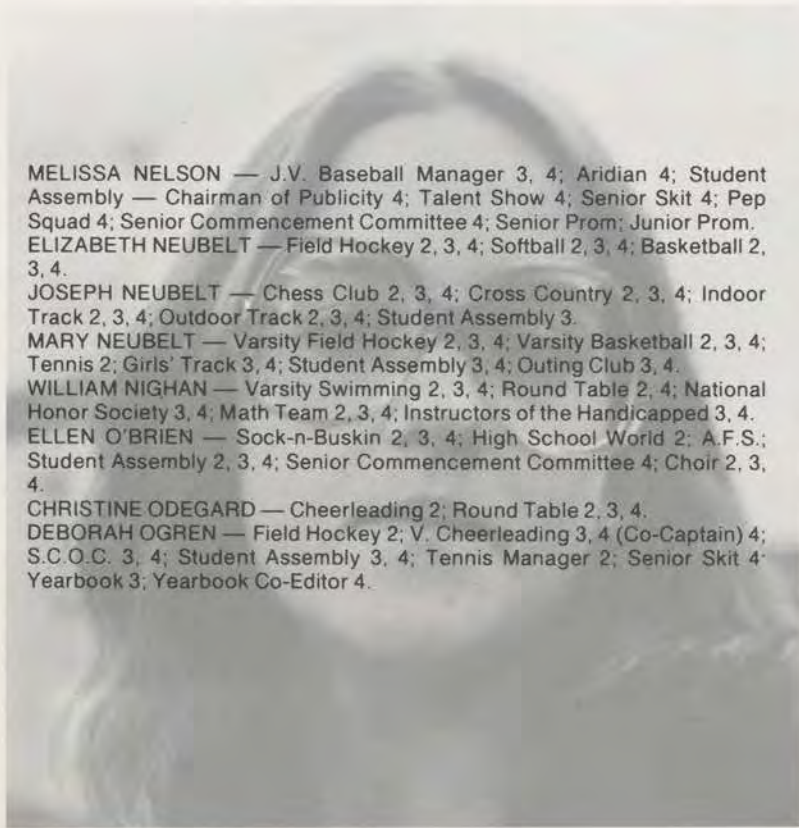 MELISSA NELSON — J.V. Baseball Manager 3, 4; Aridian 4; Student
Assembly — Chairman of Publicity 4; Talent Show 4; Senior Skit 4; Pep
Squad 4; Senior Commencement Committee 4; Senior Prom; Junior Prom.
ELIZABETH NEUBELT — Field Hockey 2, 3, 4; Softball 2, 3, 4; Basketball 2,
3, 4.
JOSEPH NEUBELT — Chess Club 2, 3, 4; Cross Country 2, 3, 4; Indoor
Track 2, 3, 4; Outdoor Track 2, 3, 4; Student Assembly 3.
MARY NEUBELT — Varsity Field Hockey 2, 3, 4; Varsity Basketball 2, 3, 4;
Tennis 2; Girls' Track 3, 4; Student Assembly 3, 4; Outing Club 3, 4.
WILLIAM NIGHAN — Varsity Swimming 2, 3, 4; Round Table 2, 4; National
Honor Society 3, 4; Math Team 2, 3, 4; Instructors of the Handicapped 3, 4.
ELLEN O'BRIEN — Sock-n-Buskin 2, 3, 4; High School World 2; A.F.S.;
Student Assembly 2, 3, 4; Senior Commencement Committee 4; Choir 2, 3,
4.
CHRISTINE ODEGARD — Cheerleading 2; Round Table 2, 3, 4.
DEBORAH OGREN — Field Hockey 2; V. Cheerleading 3, 4 (Co-Captain) 4;
S.C.O.C. 3, 4; Student Assembly 3, 4; Tennis Manager 2; Senior Skit 4;
Yearbook 3; Yearbook Co-Editor 4.